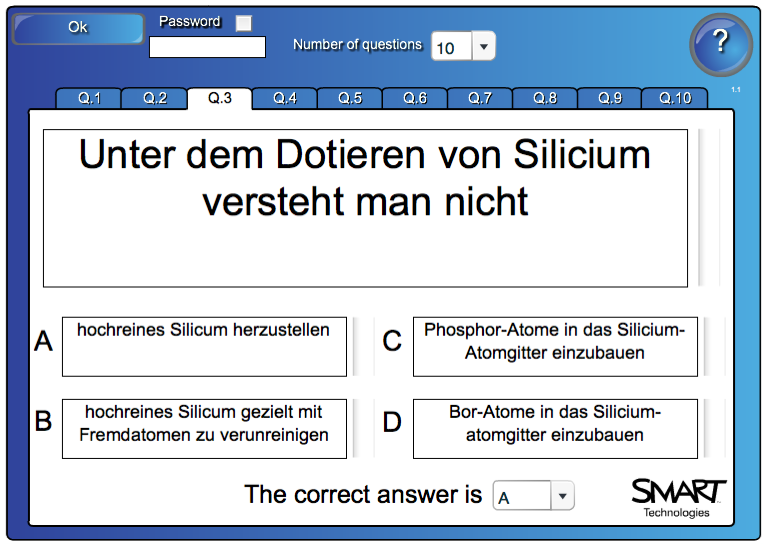 Ok
Password
Number of questions
10
?
1.1
Q.1
Q.2
Q.3
Q.4
Q.5
Q.6
Q.7
Q.8
Q.9
Q.10
Unter dem Dotieren von Silicium
versteht man nicht
A
hochreines Silicum herzustellen
B
hochreines Silicum gezielt mit
Fremdatomen zu verunreinigen
C
Phosphor-Atome in das Silicium-
Atomgitter einzubauen
D
Bor-Atome in das Silicium-
atomgitter einzubauen
The correct answer is
A
SMART
Technologies